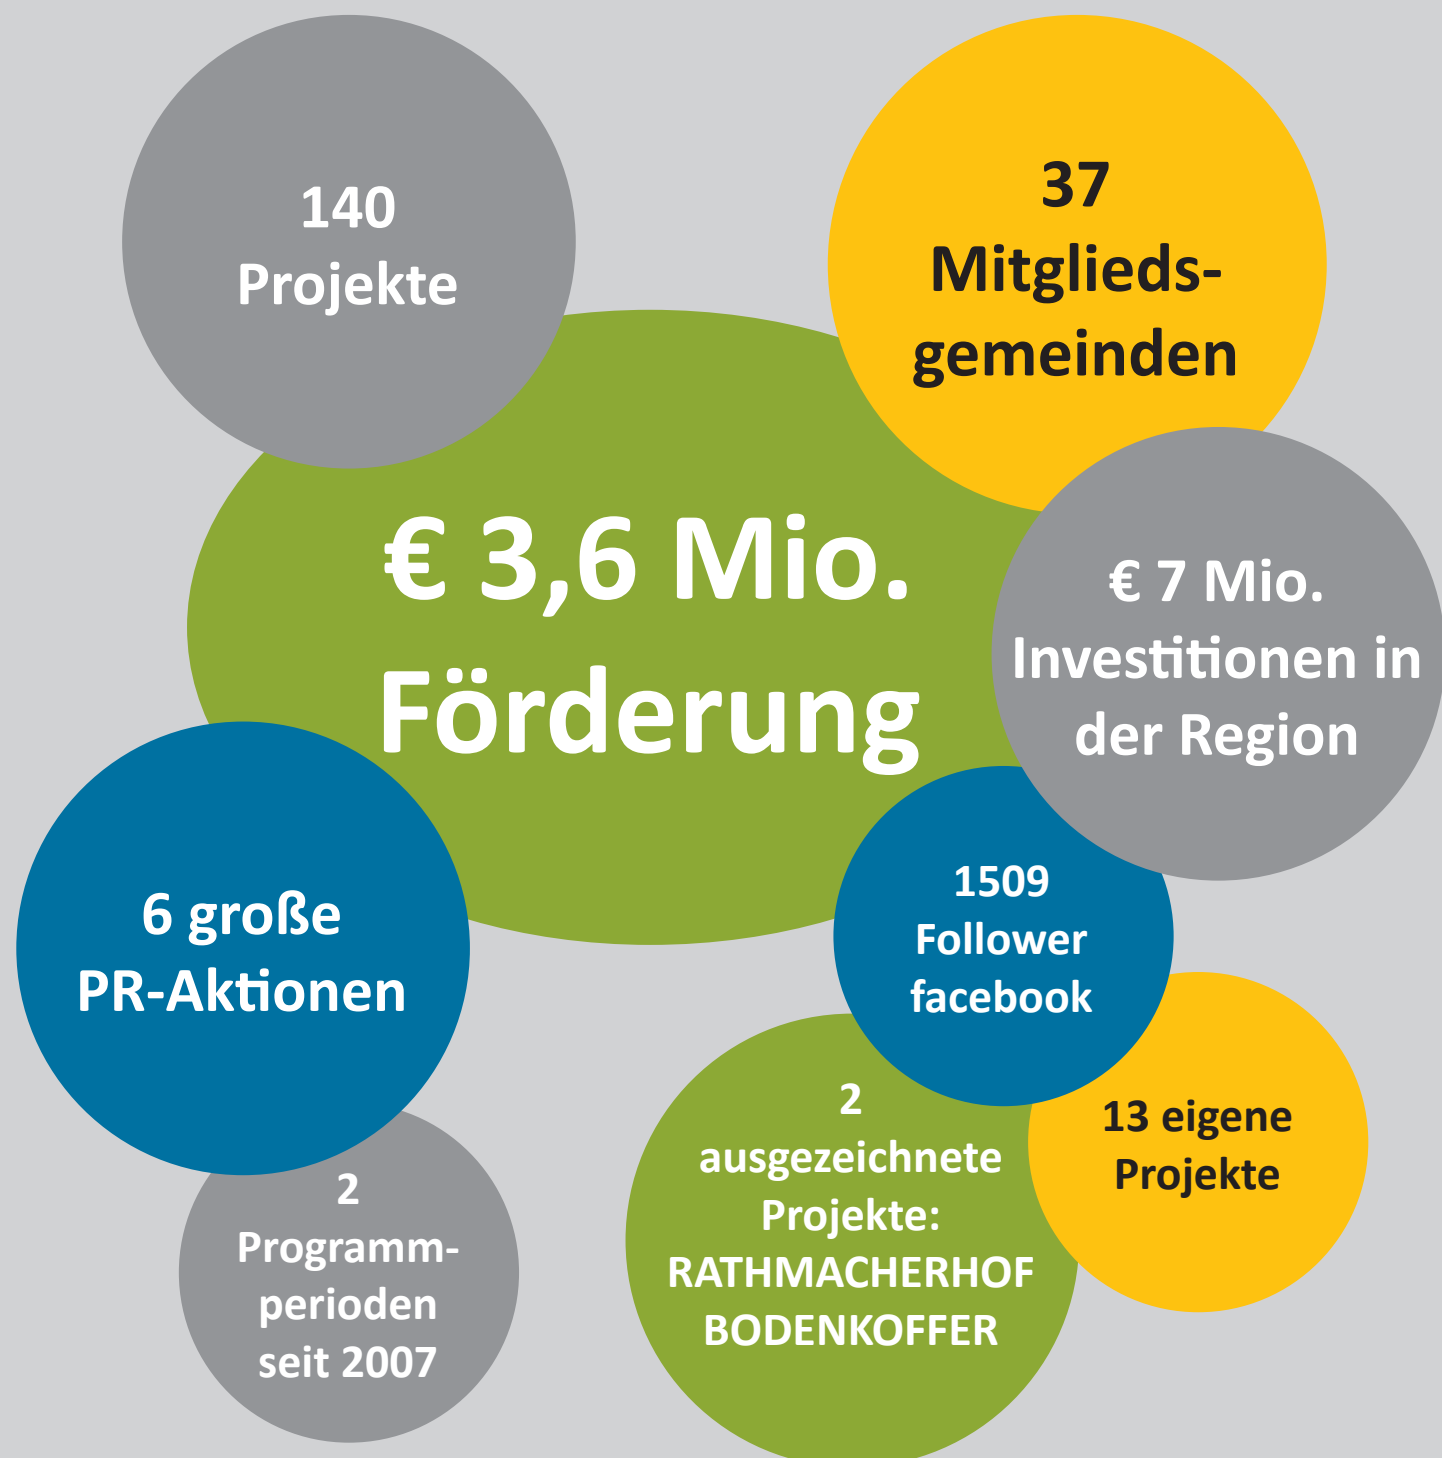 140
Projekte
37
Mitglieds-
gemeinden
€ 3,6 Mio.
Förderung
€ 7 Mio.
Investitionen in
der Region
6 große
PR-Aktionen
1509
Follower
facebook
2
ausgezeichnete
Projekte:
RATHMACHERHOF
BODENKOFFER
13 eigene
Projekte
2
Programm-
perioden
seit 2007